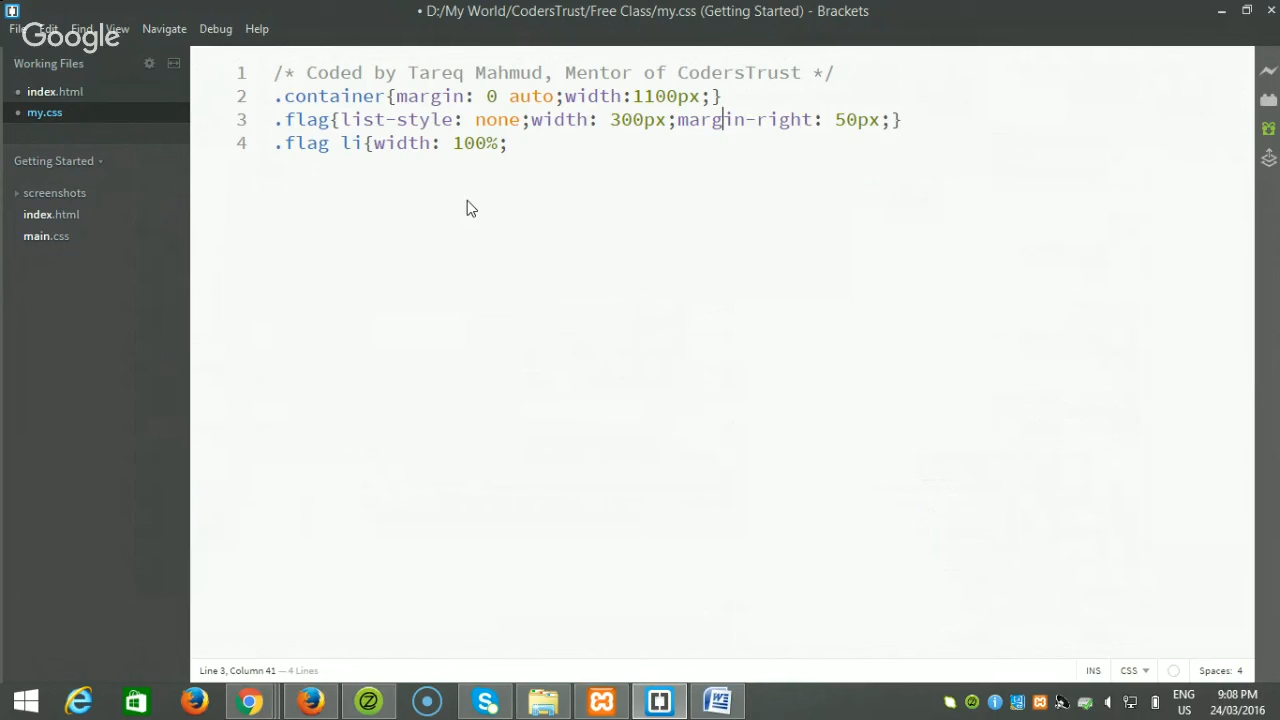 • D:/My World/CodersTrust/Free Class/my.css (Getting Started) - Brackets
File Edit Find View Navigate Debug Help
Google
Working Files
• index.html
• my.css
Getting Started
screenshots
index.html
main.css
1 /* Coded by Tareq Mahmud, Mentor of CodersTrust */
2 .container{margin: 0 auto;width:1100px;}
3 .flag{list-style: none;width: 300px;margin-right: 50px;}
4 .flag li{width: 100%;
Line 3, Column 41 — 4 Lines
INS CSS Spaces: 4
ENG 9:08 PM
US 24/03/2016